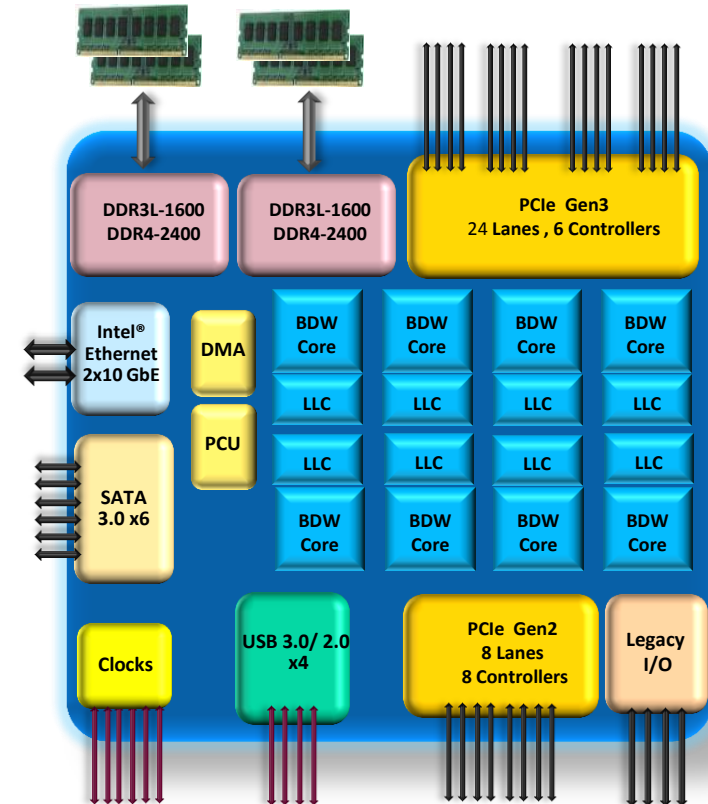 DDR3L-1600
DDR4-2400
DDR3L-1600
DDR4-2400
PCIe Gen3
24 Lanes , 6 Controllers
Intel®
Ethernet
2x10 GbE
DMA
PCU
BDW
Core
BDW
Core
BDW
Core
BDW
Core
LLC
LLC
LLC
LLC
LLC
LLC
LLC
LLC
BDW
Core
BDW
Core
BDW
Core
BDW
Core
SATA
3.0 x6
Clocks
USB 3.0/ 2.0
x4
PCIe Gen2
8 Lanes
8 Controllers
Legacy
I/O